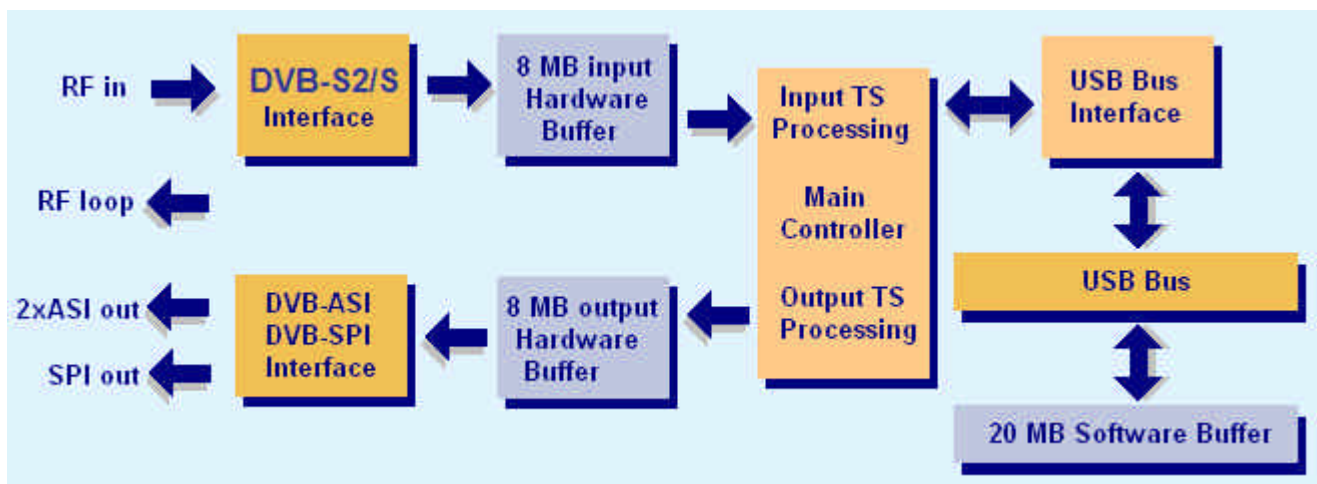 RF in
DVB-S2/S
Interface
8 MB input
Hardware
Buffer
Input TS
Processing
Main
Controller
Output TS
Processing
USB Bus
Interface
RF loop
2xASI out
SPI out
DVB-ASI
DVB-SPI
Interface
8 MB output
Hardware
Buffer
USB Bus
20 MB Software Buffer